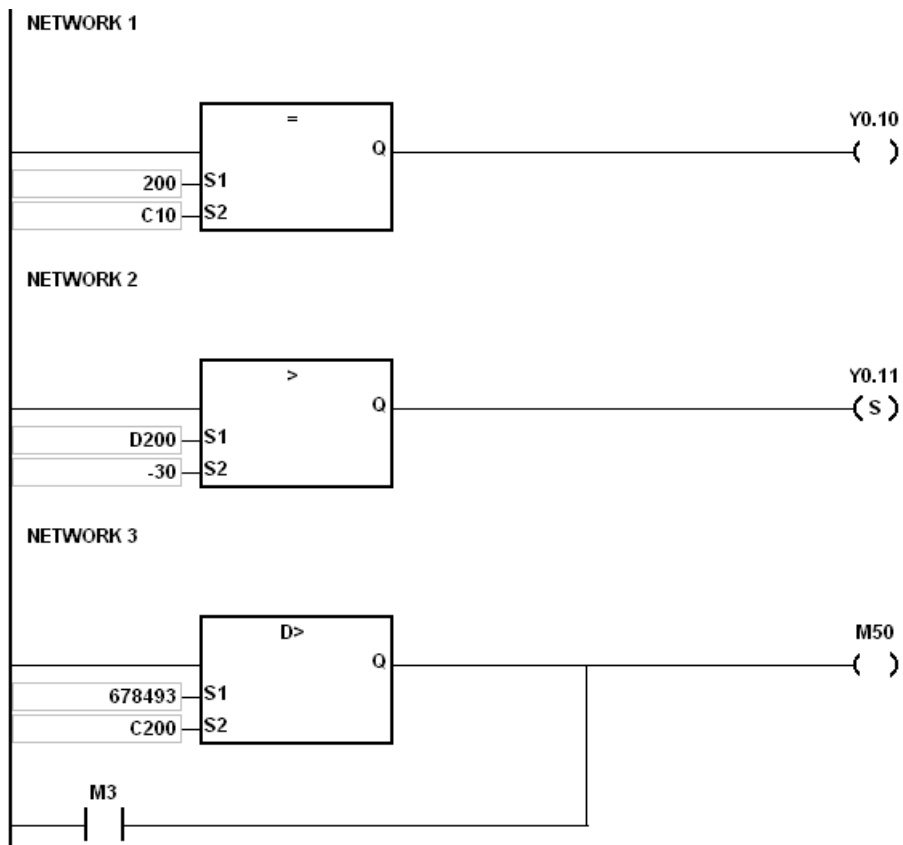 NETWORK 1
=
Q
Y0.10
( )
200 S1
C10 S2
NETWORK 2
>
Q
Y0.11
(S)
D200 S1
-30 S2
NETWORK 3
D>
Q
M50
( )
678493 S1
C200 S2
M3